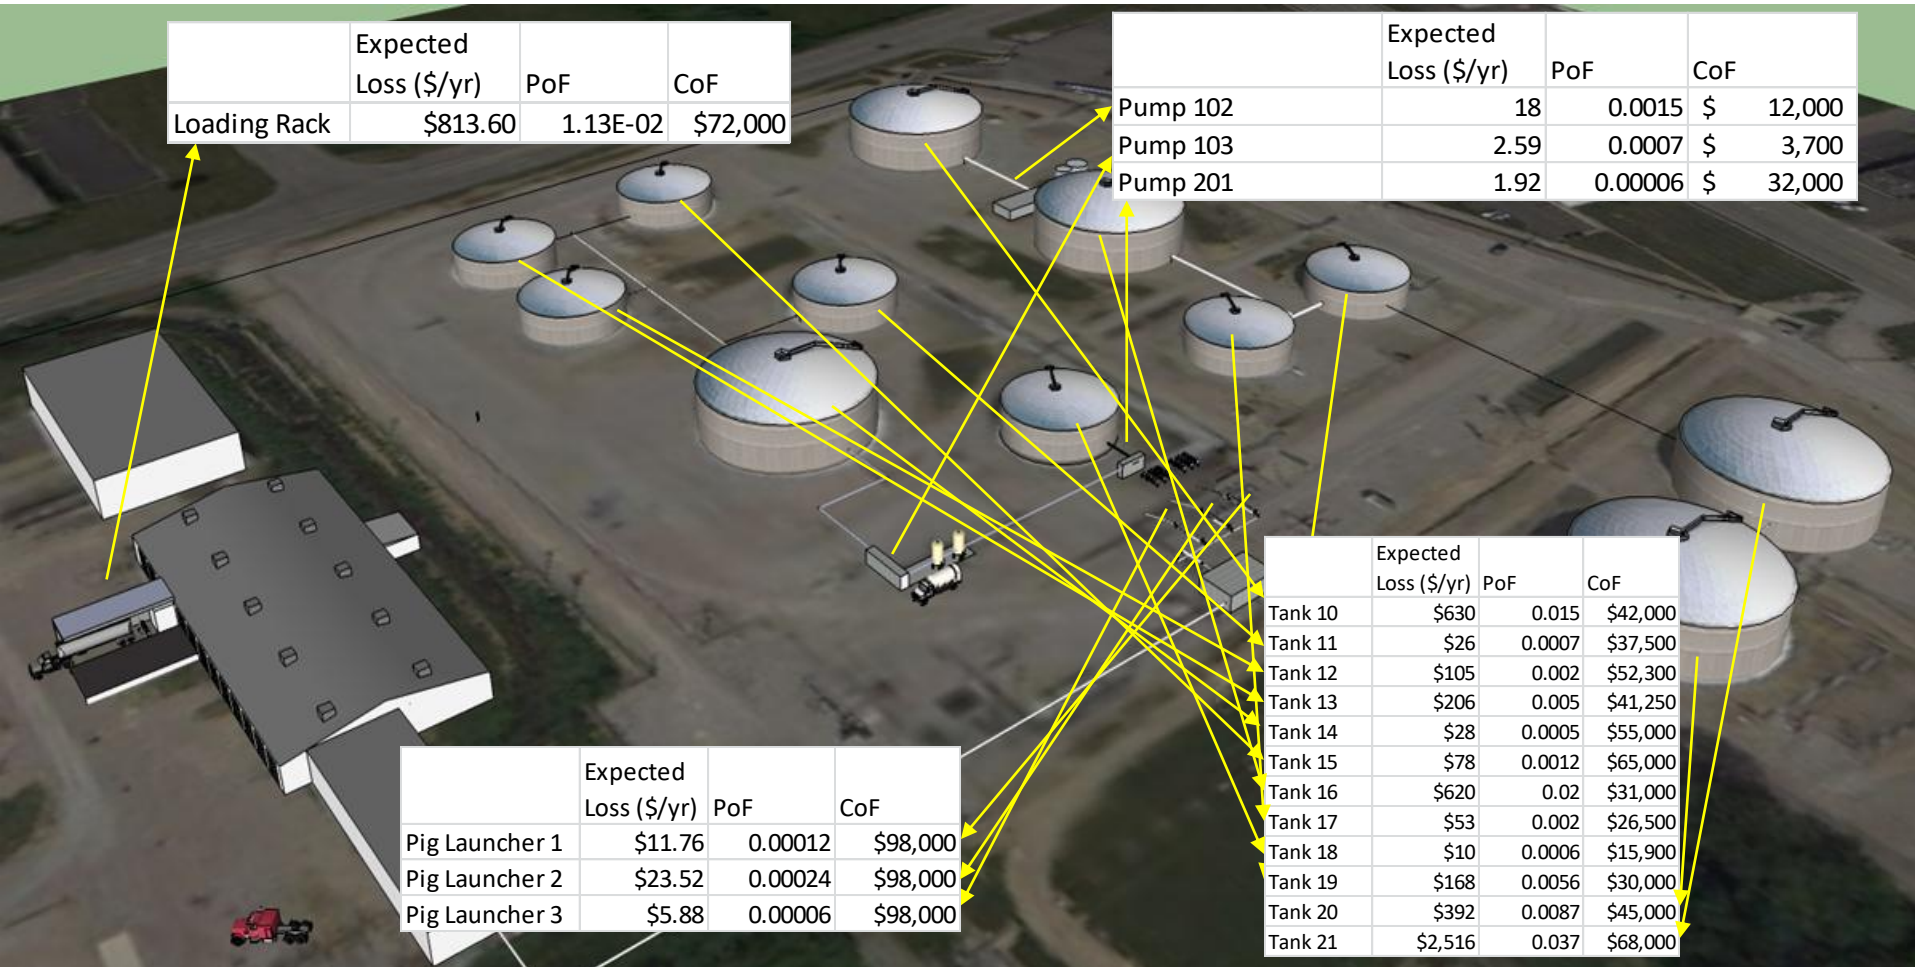 Expected
Loss ($/yr) PoF CoF
Loading Rack $813.60 1.13E-02 $72,000
Expected
Loss ($/yr) PoF CoF
Pump 102 18 0.0015 $ 12,000
Pump 103 2.59 0.0007 $ 3,700
Pump 201 1.92 0.00006 $ 32,000
Expected
Loss ($/yr) PoF CoF
Tank 10 $630 0.015 $42,000
Tank 11 $26 0.0007 $37,500
Tank 12 $105 0.002 $52,300
Tank 13 $206 0.005 $41,250
Tank 14 $28 0.0005 $55,000
Tank 15 $78 0.0012 $65,000
Tank 16 $620 0.02 $31,000
Tank 17 $53 0.002 $26,500
Tank 18 $10 0.0006 $15,900
Tank 19 $168 0.0056 $30,000
Tank 20 $392 0.0087 $45,000
Tank 21 $2,516 0.037 $68,000
Expected
Loss ($/yr) PoF CoF
Pig Launcher 1 $11.76 0.00012 $98,000
Pig Launcher 2 $23.52 0.00024 $98,000
Pig Launcher 3 $5.88 0.00006 $98,000